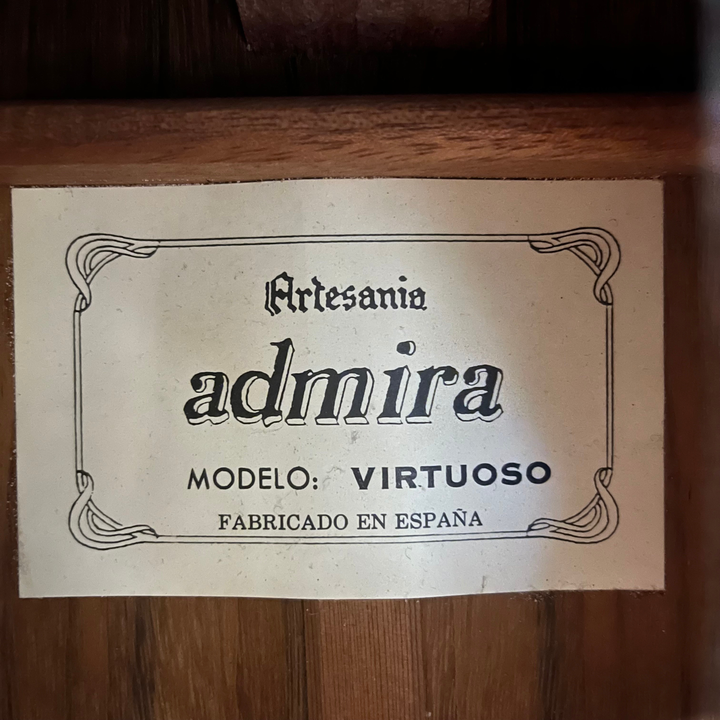 Artesania
admira
MODELO: VIRTUOSO
FABRICADO EN ESPAÑA